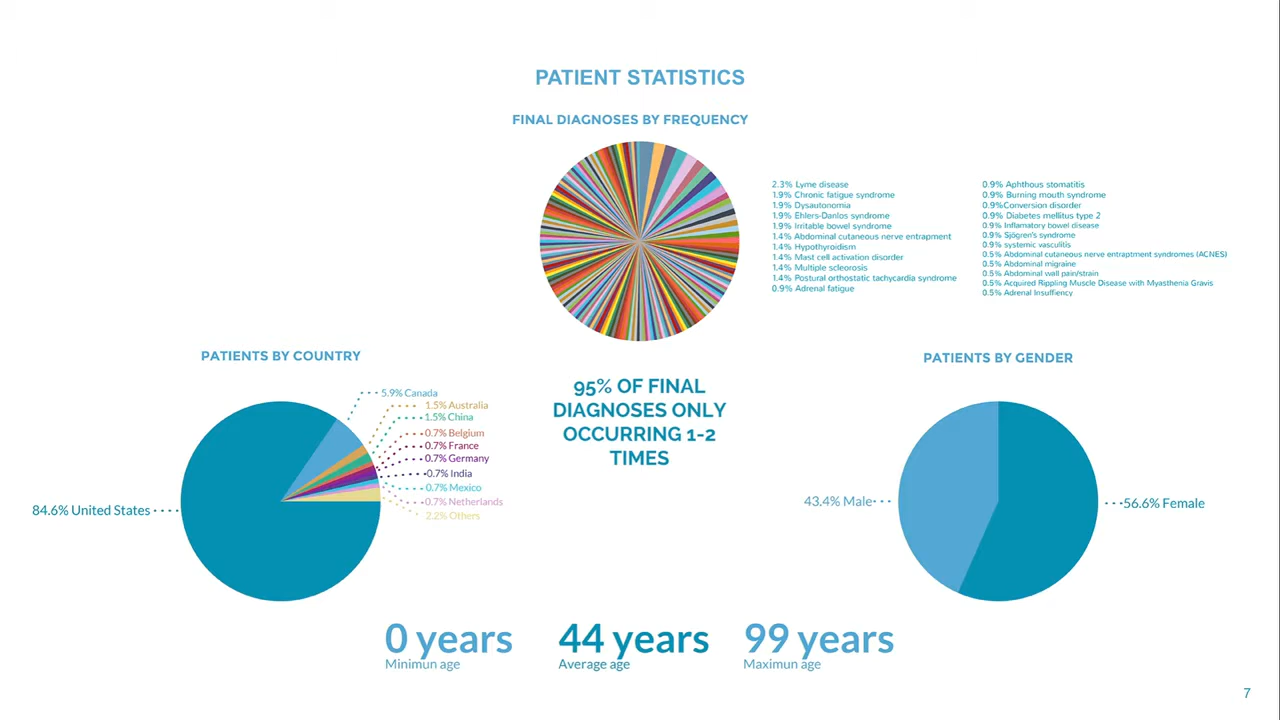 PATIENT STATISTICS
FINAL DIAGNOSES BY FREQUENCY
2.3% Lyme disease
1.9% Chronic fatigue syndrome
1.9% Dysautonomia
1.9% Ehlers-Danlos syndrome
1.9% Irritable bowel syndrome
1.4% Abdominal cutaneous nerve entrapment
1.4% Hypothyroidism
1.4% Mast cell activation disorder
1.4% Multiple scleorosis
1.4% Postural orthostatic tachycardia syndrome
0.9% Adrenal fatigue
0.9% Aphthous stomatitis
0.9% Burning mouth syndrome
0.9%Conversion disorder
0.9% Diabetes mellitus type 2
0.9% Inflamatory bowel disease
0.9% Sjögren's syndrome
0.9% systemic vasculitis
0.5% Abdominal cutaneous nerve entraptment syndromes (ACNES)
0.5% Abdominal migraine
0.5% Abdominal wall pain/strain
0.5% Acquired Rippling Muscle Disease with Myasthenia Gravis
0.5% Adrenal Insuffiency
PATIENTS BY COUNTRY
5.9% Canada
1.5% Australia
1.5% China
0.7% Belgium
0.7% France
0.7% Germany
0.7% India
0.7% Mexico
0.7% Netherlands
2.2% Others
84.6% United States
95% OF FINAL
DIAGNOSES ONLY
OCCURRING 1-2
TIMES
PATIENTS BY GENDER
43.4% Male
56.6% Female
0 years
Minimun age
44 years
Average age
99 years
Maximun age
7